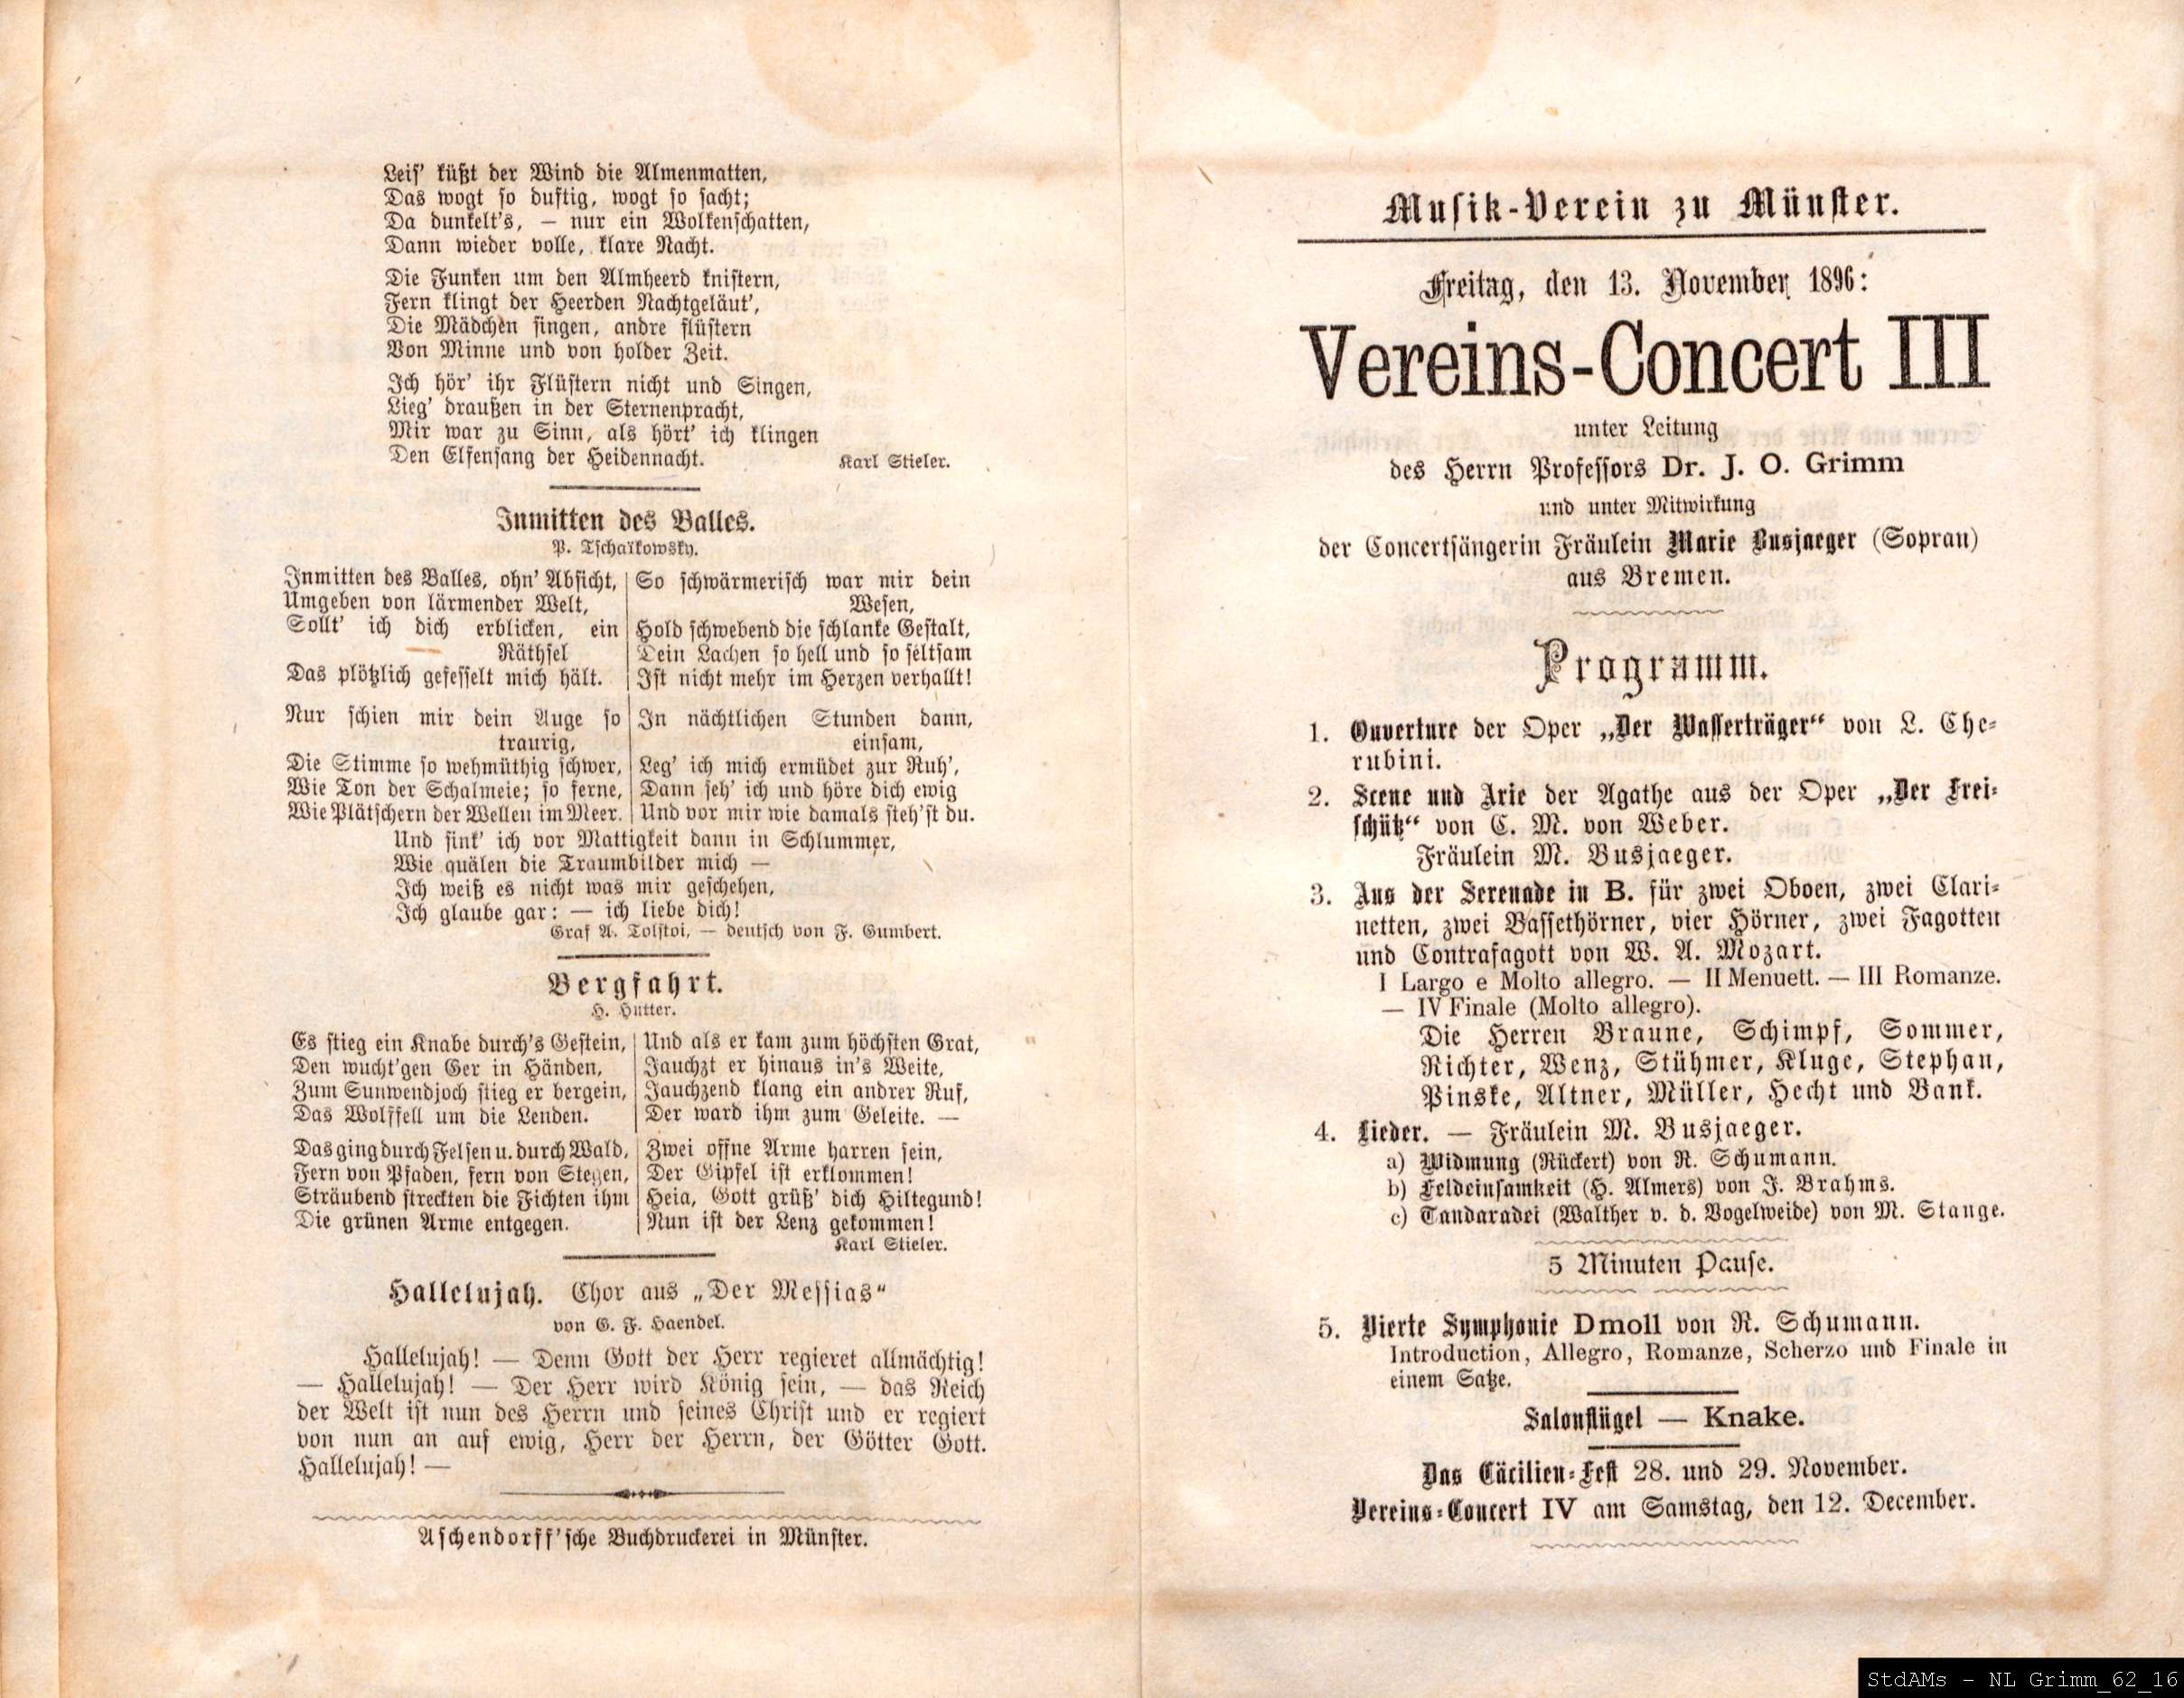 Leis' küßt der Wind die Almenmatten,
Das wogt so duftig, wogt so sacht;
Da dunkelt's, — nur ein Wolkenschatten,
Dann wieder volle, klare Nacht.
Die Funken um den Almheerd knistern,
Fern klingt der Heerden Nachtgeläut',
Die Mädchen singen, andre flüstern
Von Minne und von holder Zeit.
Ich hör' ihr Flüstern nicht und Singen,
Lieg' draußen in der Sternenpracht,
Mir war zu Sinn, als hört' ich klingen
Den Elfensang der Heidennacht.
Karl Stieler.
Inmitten des Balles.
P. Tschaïkowsky.
Inmitten des Balles, ohn' Absicht,
Umgeben von lärmender Welt,
Sollt' ich dich erblicken, ein
Räthsel
Das plötzlich gefesselt mich hält.
Nur schien mir dein Auge so
traurig,
Die Stimme so wehmüthig schwer,
Wie Ton der Schalmeie; so ferne,
Wie Plätschern der Wellen im Meer.
So schwärmerisch war mir dein
Wesen,
Hold schwebend die schlanke Gestalt,
Dein Lachen so hell und so seltsam
Ist nicht mehr im Herzen verhallt!
In nächtlichen Stunden dann,
einsam,
Leg' ich mich ermüdet zur Ruh',
Dann seh' ich und höre dich ewig
Und vor mir wie damals steh'st du.
Und sink' ich vor Mattigkeit dann in Schlummer,
Wie quälen die Traumbilder mich —
Ich weiß es nicht was mir geschehen,
Ich glaube gar: — ich liebe dich!
Graf A. Tolstoi, — deutsch von F. Gumbert.
Bergfahrt.
H. Hutter.
Es stieg ein Knabe durch's Gestein,
Den wucht'gen Ger in Händen,
Zum Sunwendjoch stieg er bergein,
Das Wolffell um die Lenden.
Das ging durch Felsen u. durch Wald,
Fern von Pfaden, fern von Stegen,
Sträubend streckten die Fichten ihm
Die grünen Arme entgegen.
Und als er kam zum höchsten Grat,
Jauchzt er hinaus in's Weite,
Jauchzend klang ein andrer Ruf,
Der ward ihm zum Geleite. —
Zwei offne Arme harren sein,
Der Gipfel ist erklommen!
Heia, Gott grüß' dich Hiltegund!
Nun ist der Lenz gekommen!
Karl Stieler.
Hallelujah. Chor aus „Der Messias"
von G. F. Haendel.
Hallelujah! — Denn Gott der Herr regieret allmächtig!
— Hallelujah! — Der Herr wird König sein, — das Reich
der Welt ist nun des Herrn und seines Christ und er regiert
von nun an auf ewig, Herr der Herrn, der Götter Gott.
Hallelujah! —
Aschendorff'sche Buchdruckerei in Münster.
Musik-Verein zu Münster.
Freitag, den 13. November 1896:
Vereins-Concert III
unter Leitung
des Herrn Professors Dr. J. O. Grimm
und unter Mitwirkung
der Concertsängerin Fräulein Marie Busjaeger (Sopran)
aus Bremen.
Programm.
1. Ouverture der Oper „Der Wasserträger“ von L. Che-
rubini.
2. Scene und Arie der Agathe aus der Oper „Der Frei-
schütz“ von C. M. von Weber.
Fräulein M. Busjaeger.
3. Aus der Serenade in B. für zwei Oboen, zwei Clari-
netten, zwei Bassethörner, vier Hörner, zwei Fagotten
und Contrafagott von W. A. Mozart.
I Largo e Molto allegro. — II Menuett. — III Romanze.
— IV Finale (Molto allegro).
Die Herren Braune, Schimpf, Sommer,
Richter, Wenz, Stühmer, Kluge, Stephan,
Pinske, Altner, Müller, Hecht und Bank.
4. Lieder. — Fräulein M. Busjaeger.
a) Widmung (Rückert) von R. Schumann.
b) Feldeinsamkeit (H. Almers) von J. Brahms.
c) Tandaradei (Walther v. d. Vogelweide) von M. Stange.
5 Minuten Pause.
5. Vierte Symphonie Dmoll von R. Schumann.
Introduction, Allegro, Romanze, Scherzo und Finale in
einem Satze.
Salonflügel — Knake.
Das Cäcilien-Fest 28. und 29. November.
Vereins-Concert IV am Samstag, den 12. December.
StdAMs - NL Grimm_62_16